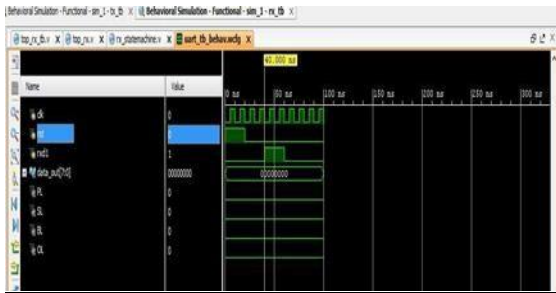 Behavioral Simulation - Functional - sim_1 - tx_tb x Behavioral Simulation - Functional - sim_1 - rx_tb x
top_rx_tb.v x top_rx.v x rx_statemachine.v x uart_tb_behav.wcfg x
40.000 ns
Name Value 0 ns 50 ns 100 ns 150 ns 200 ns 250 ns 300 ns
clk 0
rst 0
rxd1 1
data_out[7:0] 00000000 00000000
0
0
0
0